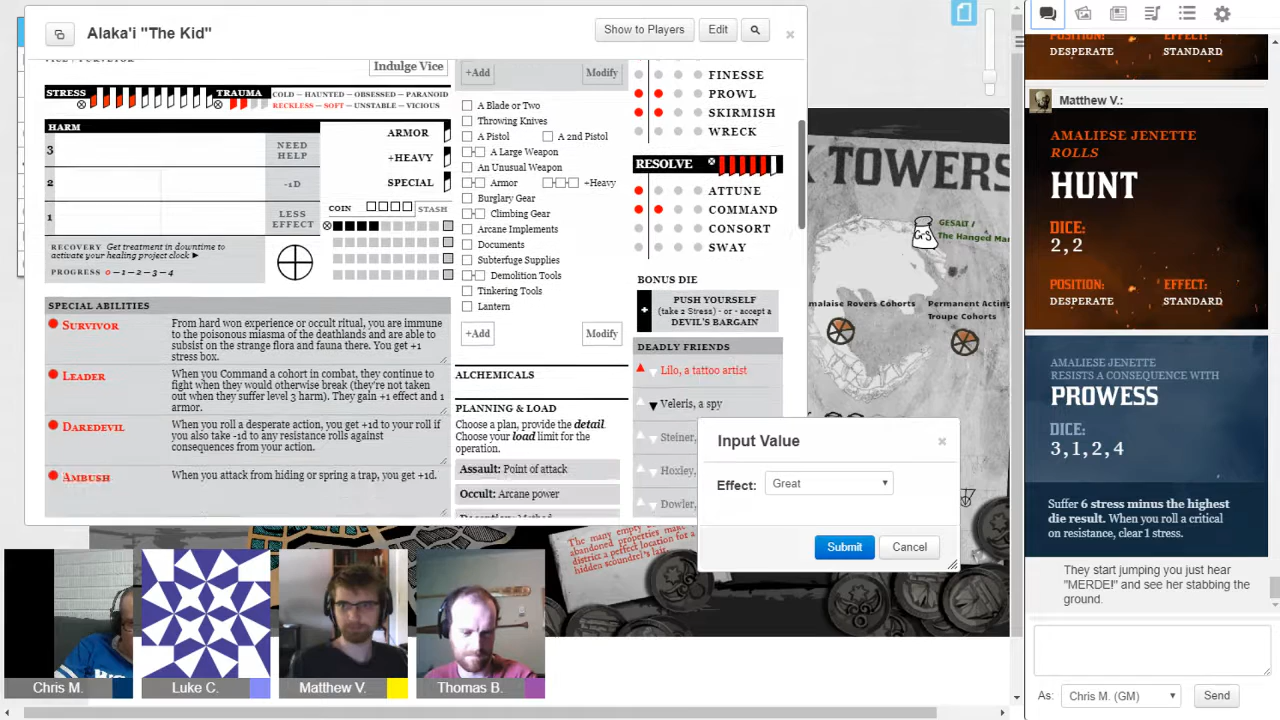 Alaka'i "The Kid"
Show to Players
Edit
Indulge Vice
STRESS
TRAUMA
COLD — HAUNTED — OBSESSED — PARANOID
RECKLESS — SOFT — UNSTABLE — VICIOUS
HARM
3
NEED
HELP
2
-1D
1
LESS
EFFECT
ARMOR
+HEAVY
SPECIAL
COIN
STASH
RECOVERY Get treatment in downtime to
activate your healing project clock ►
PROGRESS 0 – 1 – 2 – 3 – 4
SPECIAL ABILITIES
SURVIVOR
From hard won experience or occult ritual, you are immune
to the poisonous miasma of the deathlands and are able to
subsist on the strange flora and fauna there. You get +1
stress box.
LEADER
When you Command a cohort in combat, they continue to
fight when they would otherwise break (they're not taken
out when they suffer level 3 harm). They gain +1 effect and 1
armor.
DAREDEVIL
When you roll a desperate action, you get +1d to your roll if
you also take -1d to any resistance rolls against
consequences from your action.
AMBUSH
When you attack from hiding or spring a trap, you get +1d.
+Add
Modify
A Blade or Two
Throwing Knives
A Pistol
A 2nd Pistol
A Large Weapon
An Unusual Weapon
Armor
+Heavy
Burglary Gear
Climbing Gear
Arcane Implements
Documents
Subterfuge Supplies
Demolition Tools
Tinkering Tools
Lantern
+Add
Modify
ALCHEMICALS
PLANNING & LOAD
Choose a plan, provide the detail.
Choose your load limit for the
operation.
Assault: Point of attack
Occult: Arcane power
FINESSE
PROWL
SKIRMISH
WRECK
RESOLVE
ATTUNE
COMMAND
CONSORT
SWAY
BONUS DIE
+
PUSH YOURSELF
(take 2 Stress) - or - accept a
DEVIL'S BARGAIN
DEADLY FRIENDS
Lilo, a tattoo artist
Veleris, a spy
Steiner,
Hoxley,
Dowler,
Input Value
Effect:
Great
Submit
Cancel
TOWERS
GESALT /
The Hanged Man
Permanent Acting
Troupe Cohorts
The many empty
abandoned properties make
district a perfect location for a
hidden scoundrel's lair.
Chris M.
Luke C.
Matthew V.
Thomas B.
DESPERATE
STANDARD
Matthew V.:
AMALIESE JENETTE
ROLLS
HUNT
DICE:
2,2
POSITION:
EFFECT:
DESPERATE
STANDARD
AMALIESE JENETTE
RESISTS A CONSEQUENCE WITH
PROWESS
DICE:
3,1,2,4
Suffer 6 stress minus the highest
die result. When you roll a critical
on resistance, clear 1 stress.
They start jumping you just hear
"MERDE!" and see her stabbing the
ground.
As:
Chris M. (GM)
Send